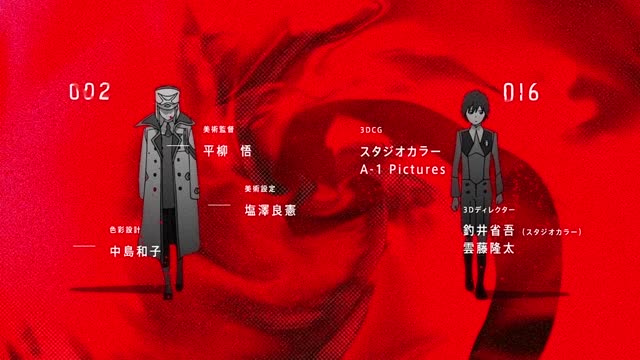 002
美術監督
平柳 悟
美術設定
塩澤良憲
色彩設計
中島和子
016
3DCG
スタジオカラー
A-1 Pictures
3Dディレクター
釣井省吾 (スタジオカラー)
雲藤隆太